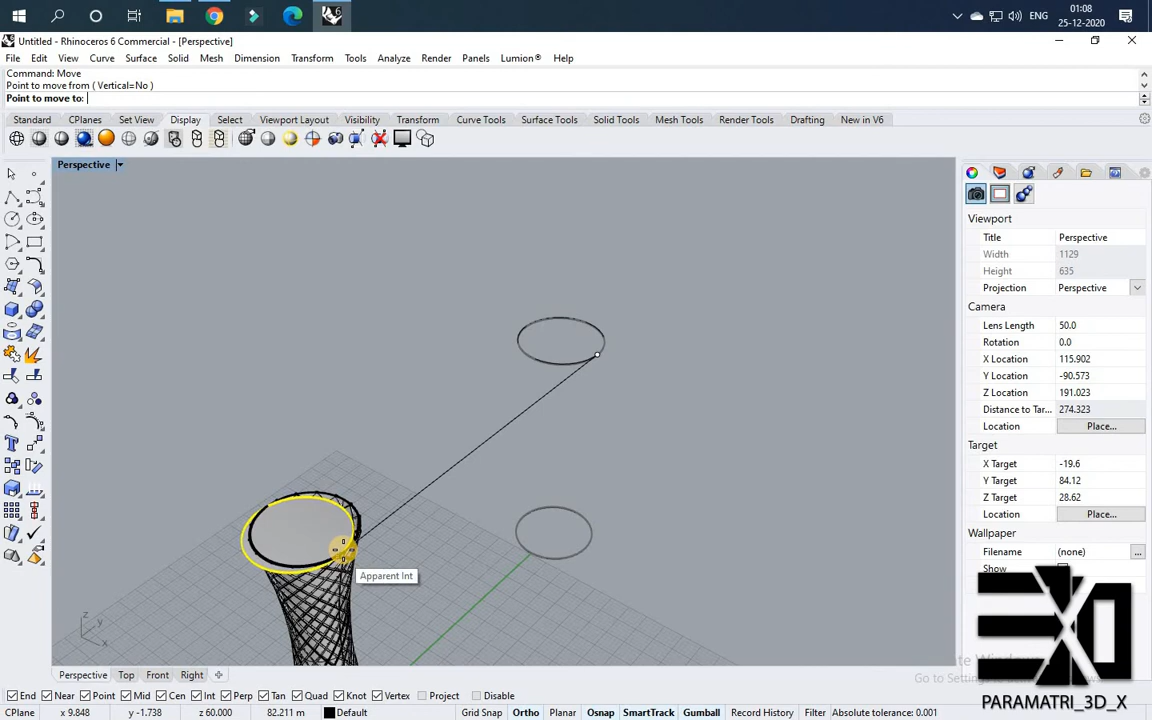 01:08
ENG
25-12-2020
Untitled - Rhinoceros 6 Commercial - [Perspective]
File Edit View Curve Surface Solid Mesh Dimension Transform Tools Analyze Render Panels Lumion® Help
Command: Move
Point to move from ( Vertical=No )
Point to move to:
Standard CPlanes Set View Display Select Viewport Layout Visibility Transform Curve Tools Surface Tools Solid Tools Mesh Tools Render Tools Drafting New in V6
Perspective
Viewport
Title Perspective
Width 1129
Height 635
Projection Perspective
Camera
Lens Length 50.0
Rotation 0.0
X Location 115.902
Y Location -90.573
Z Location 191.023
Distance to Tar... 274.323
Location Place...
Target
X Target -19.6
Y Target 84.12
Z Target 28.62
Location Place...
Wallpaper
Filename (none) ...
Show
Apparent Int
z
y
x
Go to Setting
PARAMATRI_3D_X
Perspective Top Front Right
End Near Point Mid Cen Int Perp Tan Quad Knot Vertex Project Disable
CPlane x 9.848 y -1.738 z 60.000 82.211 m Default Grid Snap Ortho Planar Osnap SmartTrack Gumball Record History Filter Absolute tolerance: 0.001